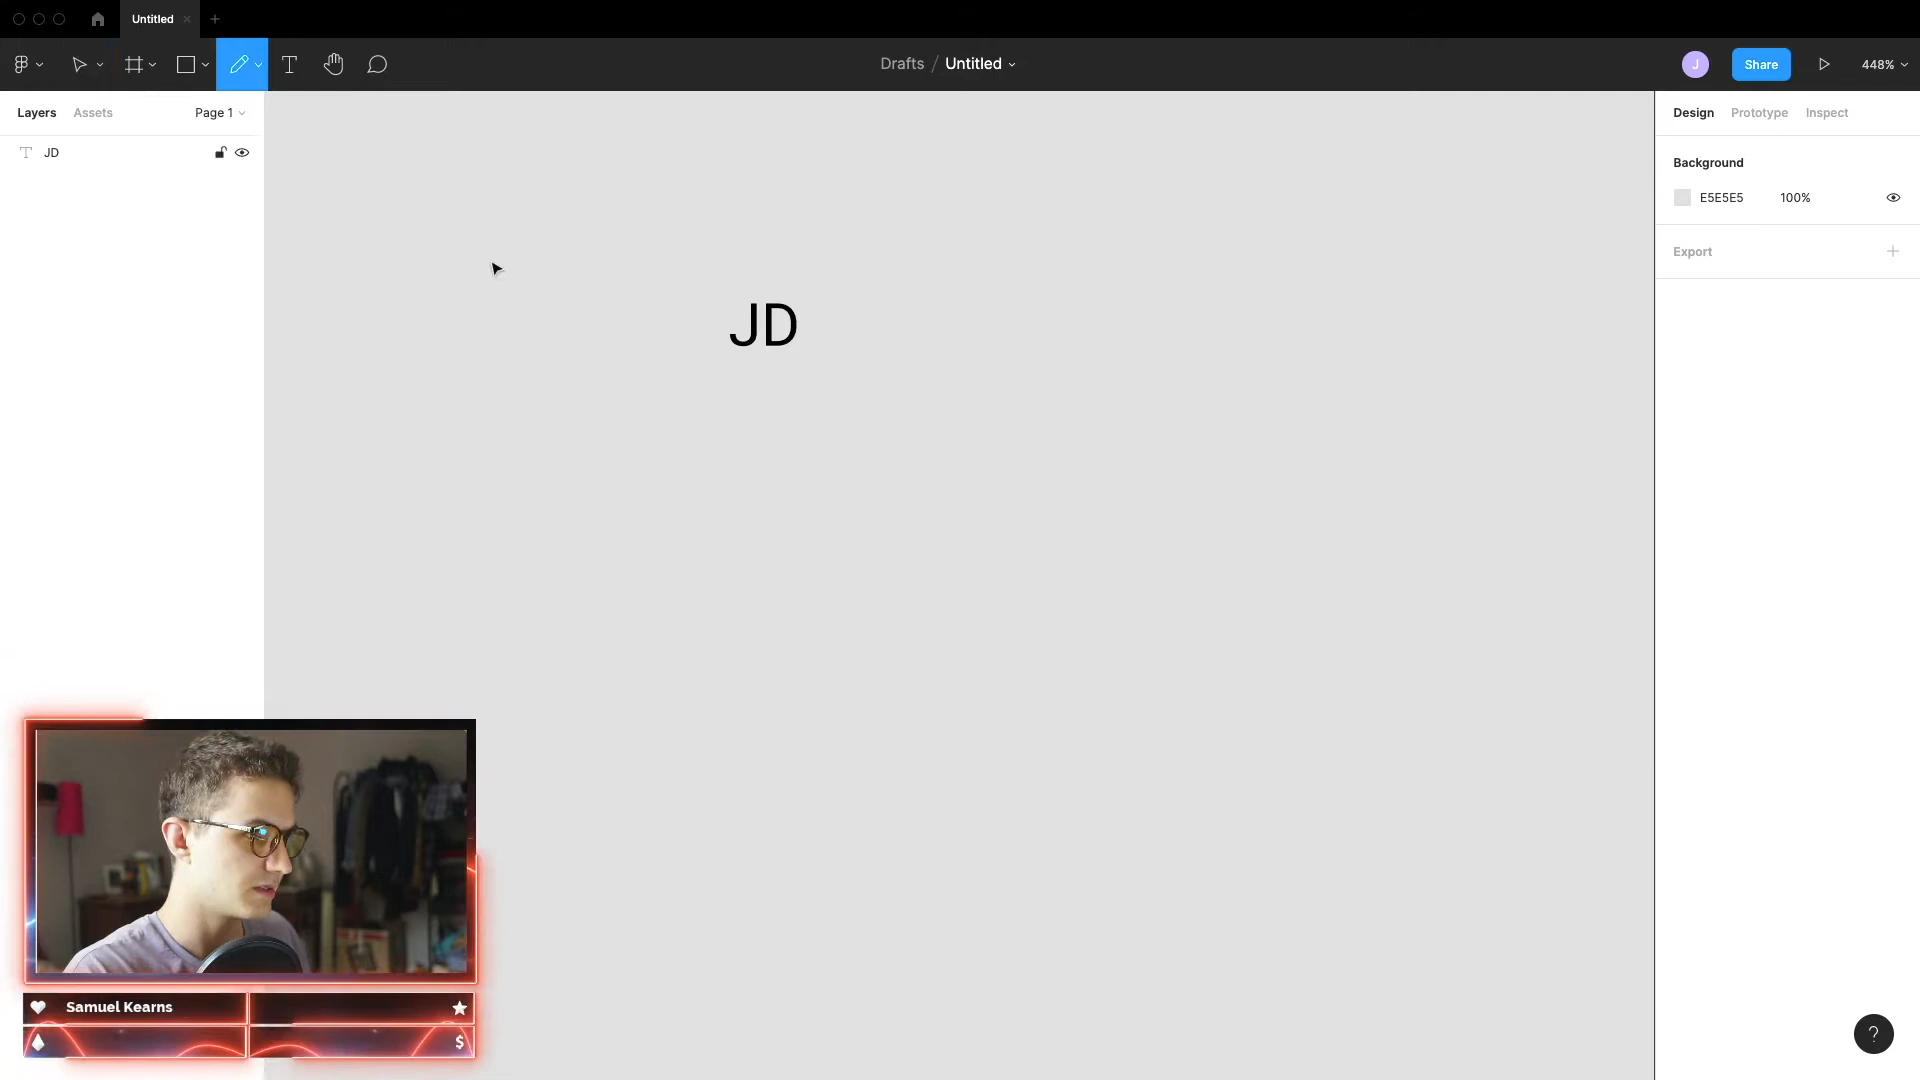 Untitled
Drafts / Untitled
J
Share
448%
Layers
Assets
Page 1
JD
JD
Design
Prototype
Inspect
Background
E5E5E5
100%
Export
Samuel Kearns
$
?